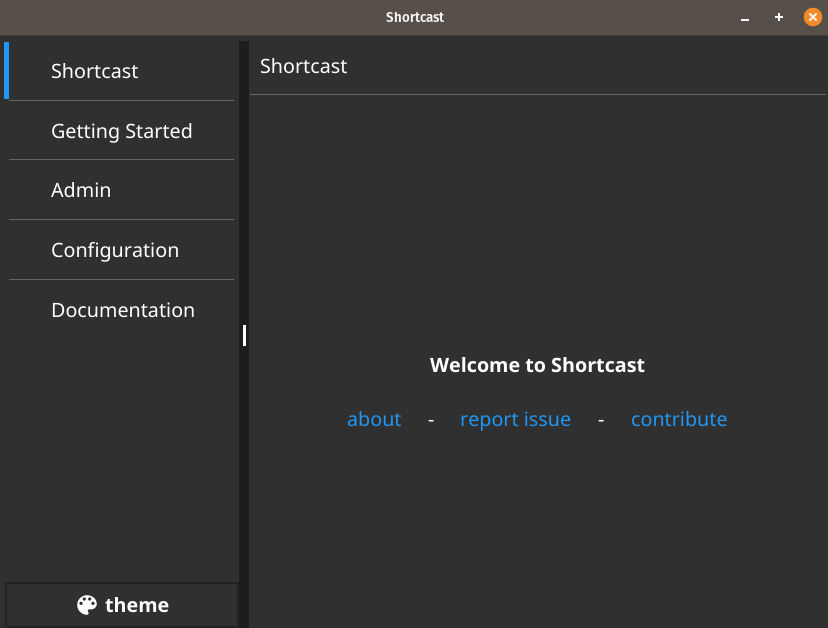 Shortcast
Shortcast
Getting Started
Admin
Configuration
Documentation
theme
Shortcast
Welcome to Shortcast
about - report issue - contribute